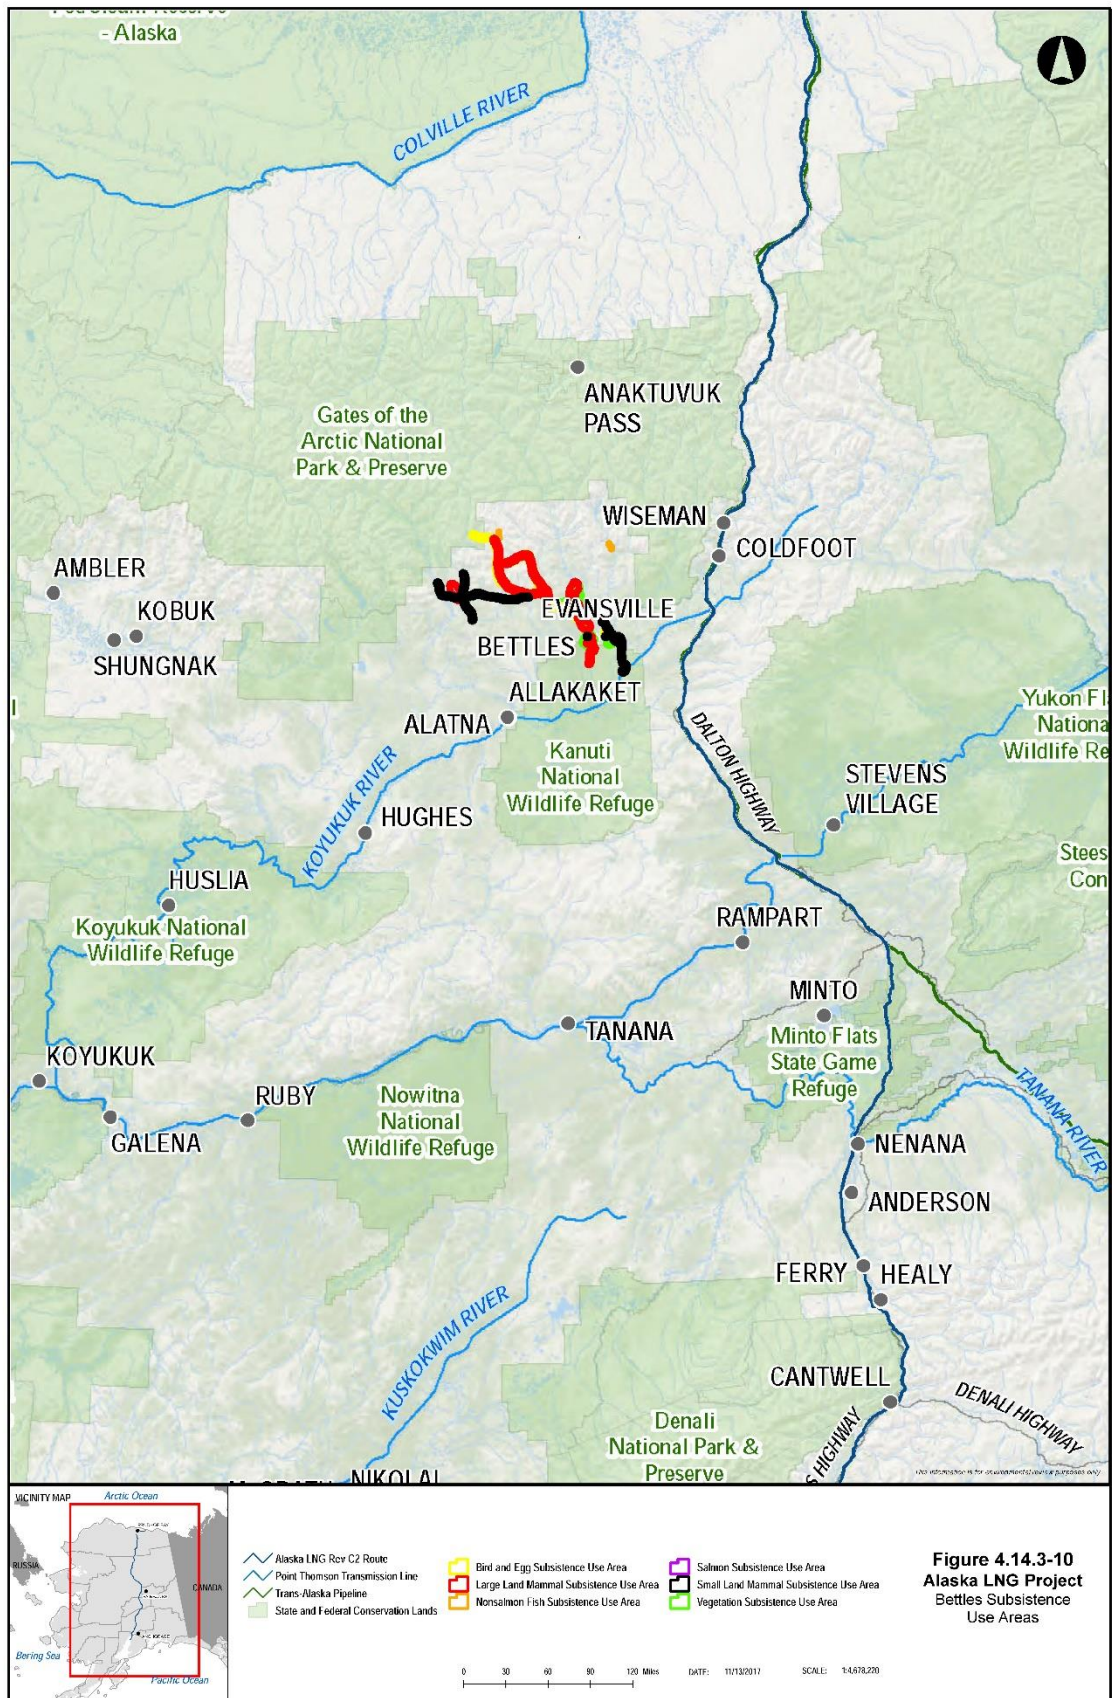 - Alaska
COLVILLE RIVER
ANAKTUVUK
PASS
Gates of the
Arctic National
Park & Preserve
WISEMAN
COLDFOOT
AMBLER
KOBUK
SHUNGNAK
EVANSVILLE
BETTLES
ALLAKAKET
ALATNA
KOYUKUK RIVER
HUGHES
Kanuti
National
Wildlife Refuge
DALTON HIGHWAY
Yukon Fl
Nationa
Wildlife Re
STEVENS
VILLAGE
HUSLIA
Koyukuk National
Wildlife Refuge
Stees
Con
RAMPART
MINTO
Minto Flats
State Game
Refuge
TANANA
KOYUKUK
RUBY
GALENA
Nowitna
National
Wildlife Refuge
TANANA RIVER
NENANA
ANDERSON
FERRY
HEALY
KUSKOKWIM RIVER
CANTWELL
DENALI HIGHWAY
S HIGHWAY
Denali
National Park &
Preserve
NIKOLAI
This information is for environmental review purposes only
VICINITY MAP
Arctic Ocean
RUSSIA
CANADA
Bering Sea
Pacific Ocean
Alaska LNG Rev C2 Route
Point Thomson Transmission Line
Trans-Alaska Pipeline
State and Federal Conservation Lands
Bird and Egg Subsistence Use Area
Large Land Mammal Subsistence Use Area
Nonsalmon Fish Subsistence Use Area
Salmon Subsistence Use Area
Small Land Mammal Subsistence Use Area
Vegetation Subsistence Use Area
0 30 60 90 120 Miles
DATE: 11/13/2017
SCALE: 1:4,678,220
Figure 4.14.3-10
Alaska LNG Project
Bettles Subsistence
Use Areas